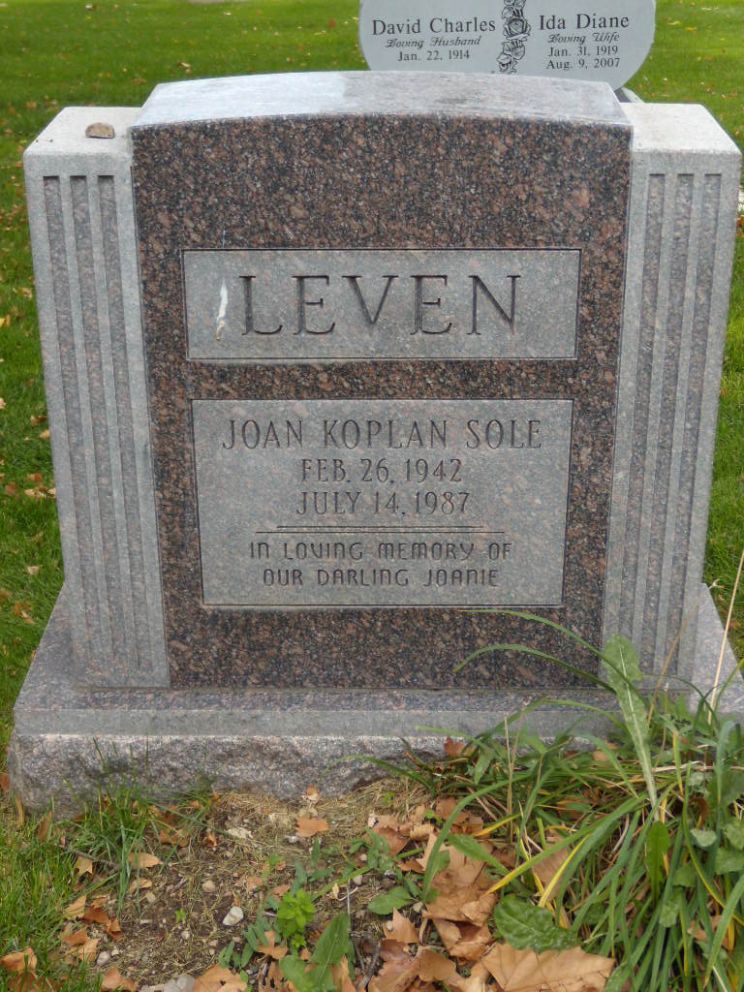 David Charles
Loving Husband
Jan. 22, 1914
Ida Diane
Loving Wife
Jan. 31, 1919
Aug. 9, 2007
LEVEN
JOAN KOPLAN SOLE
FEB. 26, 1942
JULY 14, 1987
IN LOVING MEMORY OF
OUR DARLING JOANIE